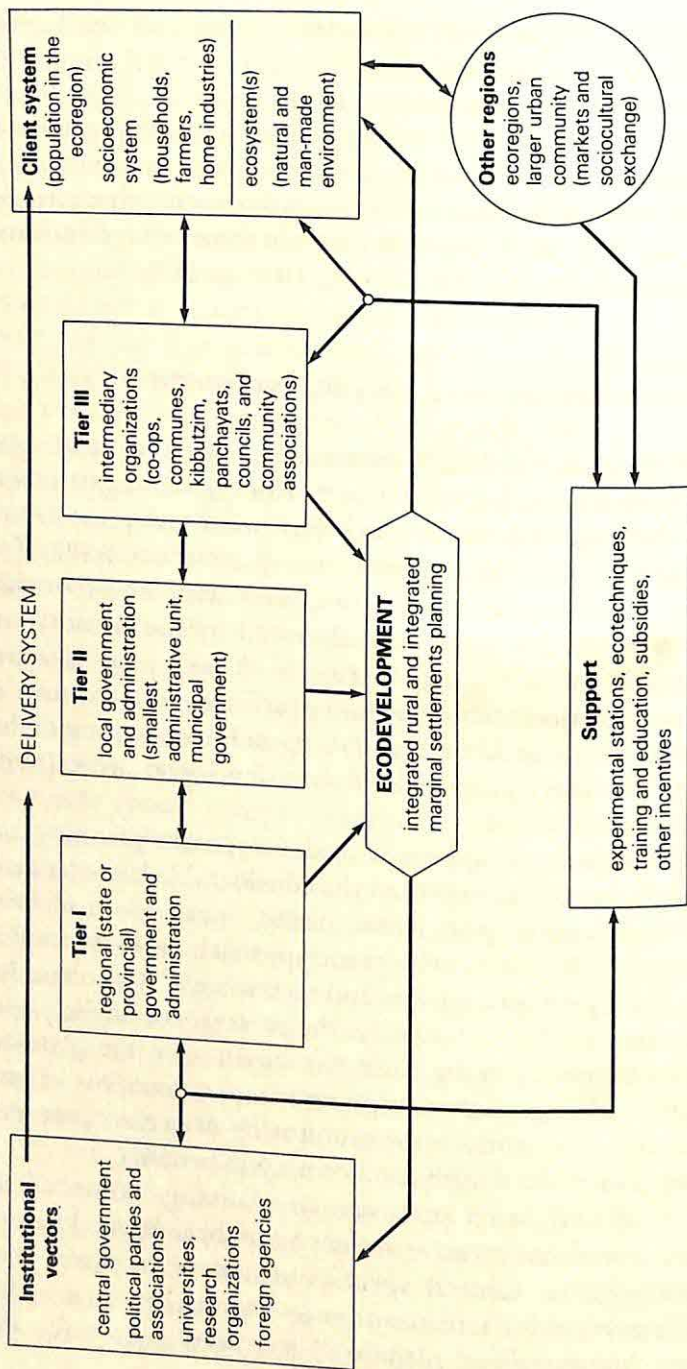 Institutional
vectors
central government
political parties and
associations
universities,
research
organizations
foreign agencies
DELIVERY SYSTEM
Tier I
regional (state or
provincial)
government and
administration
Tier II
local government
and administration
(smallest
administrative unit,
municipal
government)
Tier III
intermediary
organizations
(co-ops,
communes,
kibbutzim,
panchayats,
councils, and
community
associations)
Client system
(population in the
ecoregion)
socioeconomic
system
(households,
farmers,
home industries)
ecosystem(s)
(natural and
man-made
environment)
ECODEVELOPMENT
integrated rural and integrated
marginal settlements planning
Other regions
ecoregions,
larger urban
community
(markets and
sociocultural
exchange)
Support
experimental stations, ecotechniques,
training and education, subsidies,
other incentives